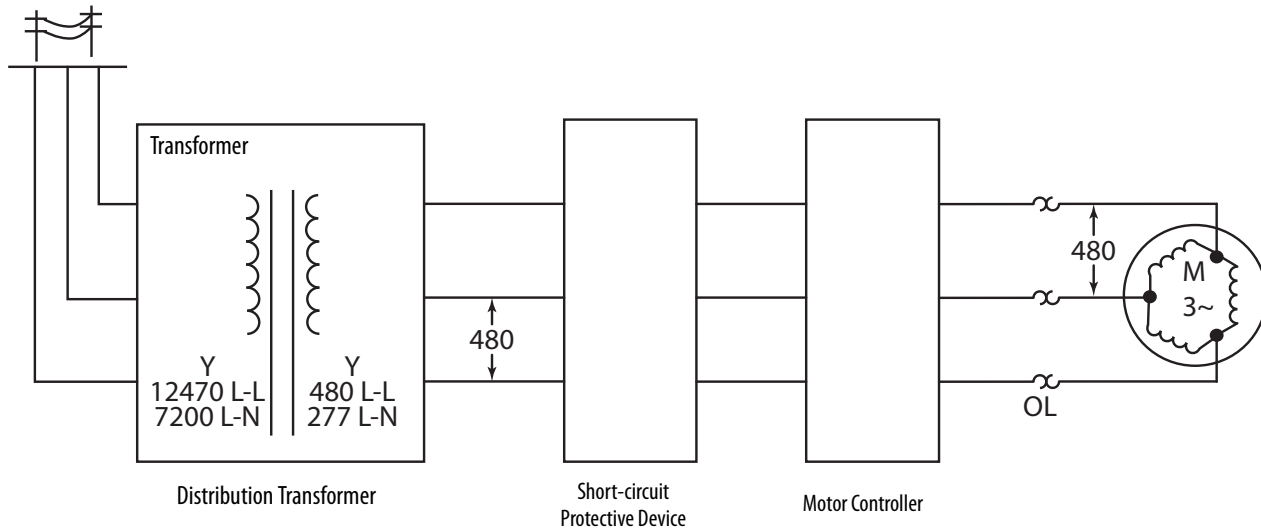 Transformer
Y
12470 L-L
7200 L-N
Y
480 L-L
277 L-N
480
480
M
3~
OL
Distribution Transformer
Short-circuit
Protective Device
Motor Controller